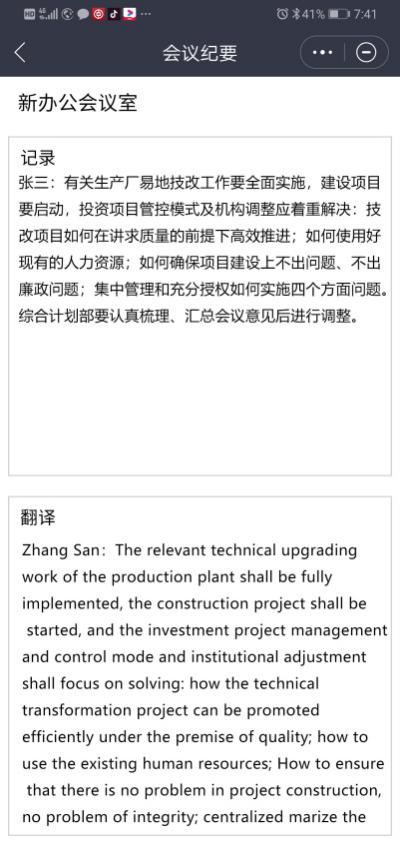 HD 4G 41% 7:41
会议纪要
新办公会议室
记录
张三：有关生产厂易地技改工作要全面实施，建设项目
要启动，投资项目管控模式及机构调整应着重解决：技
改项目如何在讲求质量的前提下高效推进；如何使用好
现有的人力资源；如何确保项目建设上不出问题、不出
廉政问题；集中管理和充分授权如何实施四个方面问题。
综合计划部要认真梳理、汇总会议意见后进行调整。
翻译
Zhang San：The relevant technical upgrading
work of the production plant shall be fully
implemented, the construction project shall be
started, and the investment project management
and control mode and institutional adjustment
shall focus on solving: how the technical
transformation project can be promoted
efficiently under the premise of quality; how to
use the existing human resources; How to ensure
that there is no problem in project construction,
no problem of integrity; centralized marize the